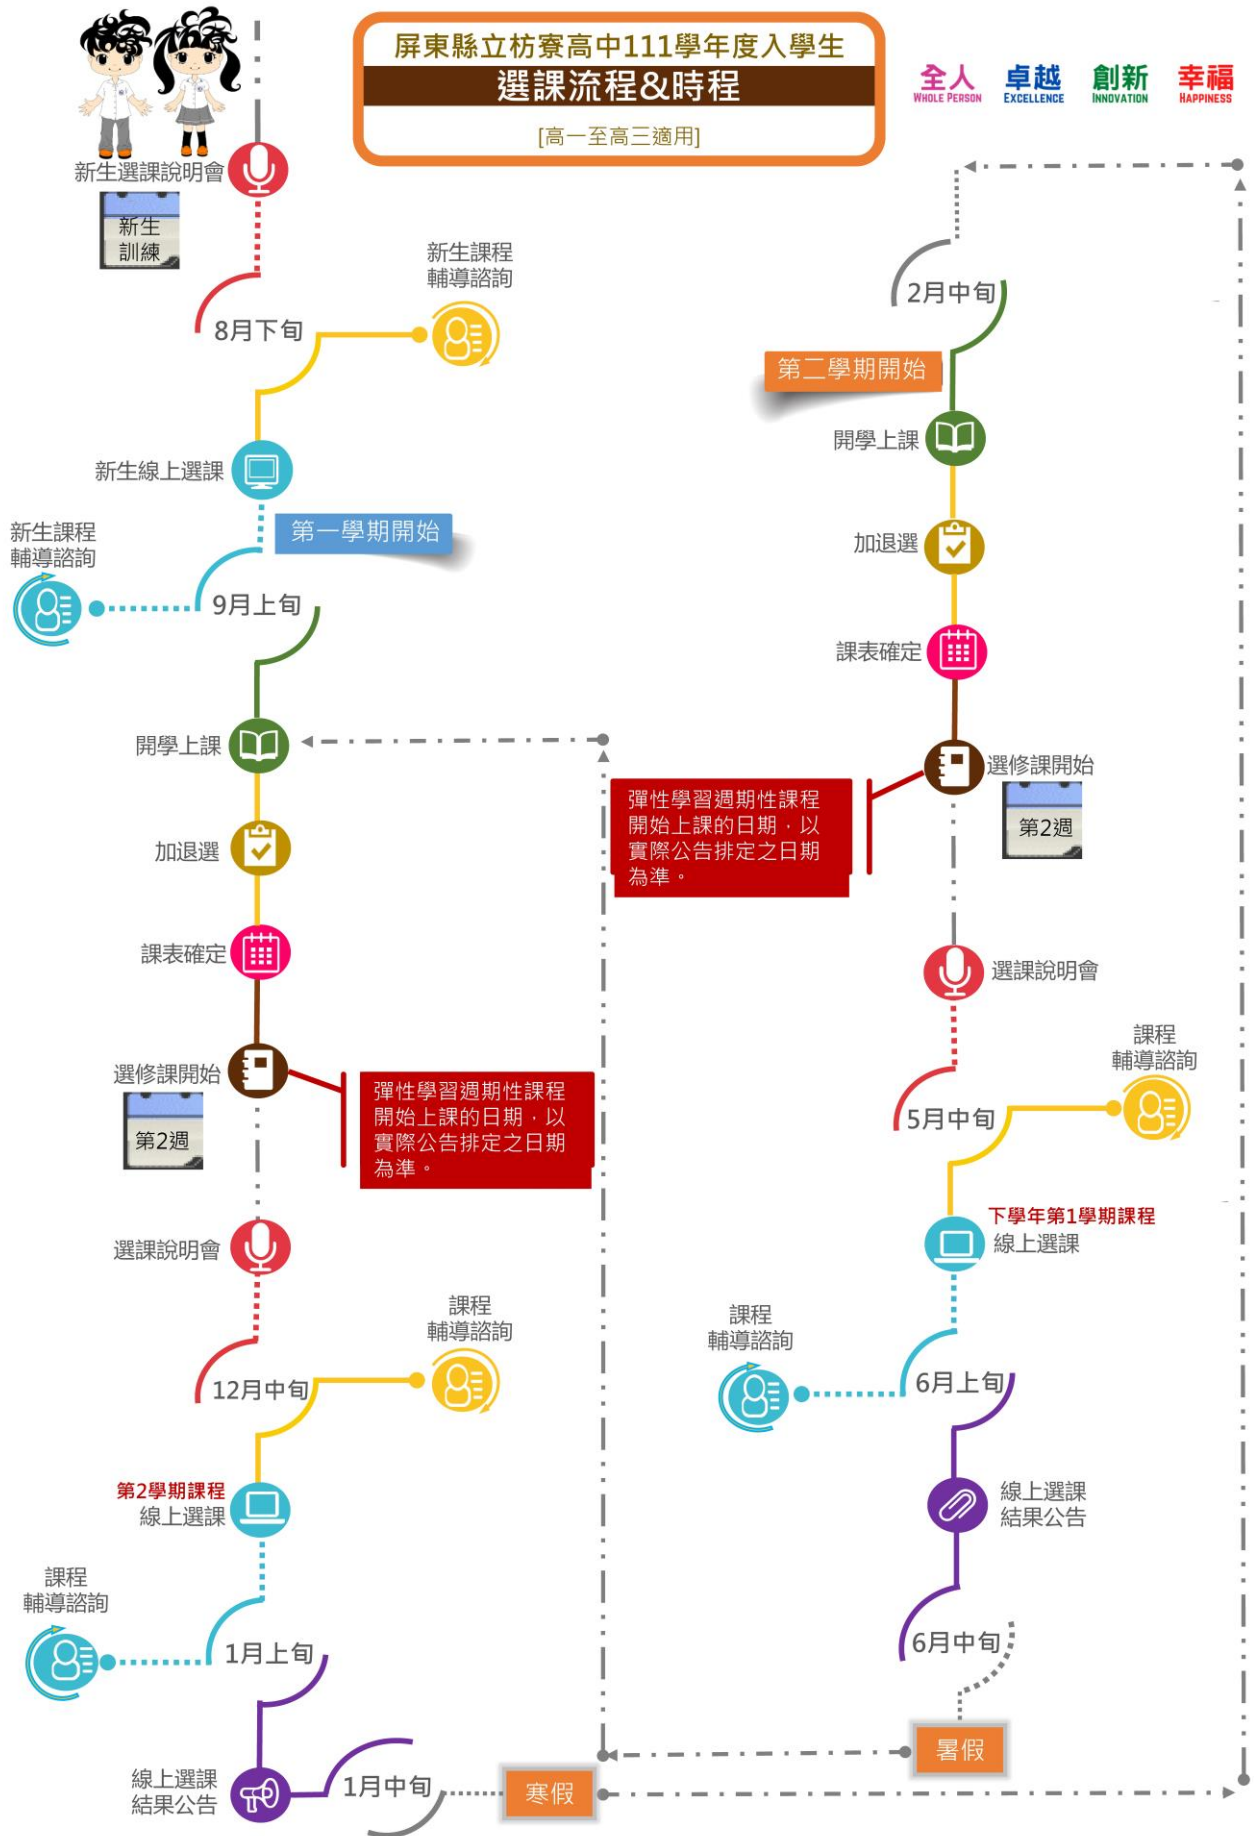 屏東縣立枋寮高中111學年度入學生
選課流程&時程
[高一至高三適用]
全人
WHOLE PERSON
卓越
EXCELLENCE
創新
INNOVATION
幸福
HAPPINESS
新生選課說明會
新生
訓練
8月下旬
新生課程
輔導諮詢
新生線上選課
第一學期開始
新生課程
輔導諮詢
9月上旬
開學上課
加退選
課表確定
選修課開始
第2週
彈性學習週期性課程
開始上課的日期，以
實際公告排定之日期
為準。
選課說明會
12月中旬
課程
輔導諮詢
第2學期課程
線上選課
課程
輔導諮詢
1月上旬
線上選課
結果公告
1月中旬
寒假
2月中旬
第二學期開始
開學上課
加退選
課表確定
選修課開始
第2週
彈性學習週期性課程
開始上課的日期，以
實際公告排定之日期
為準。
選課說明會
5月中旬
課程
輔導諮詢
下學年第1學期課程
線上選課
課程
輔導諮詢
6月上旬
線上選課
結果公告
6月中旬
暑假